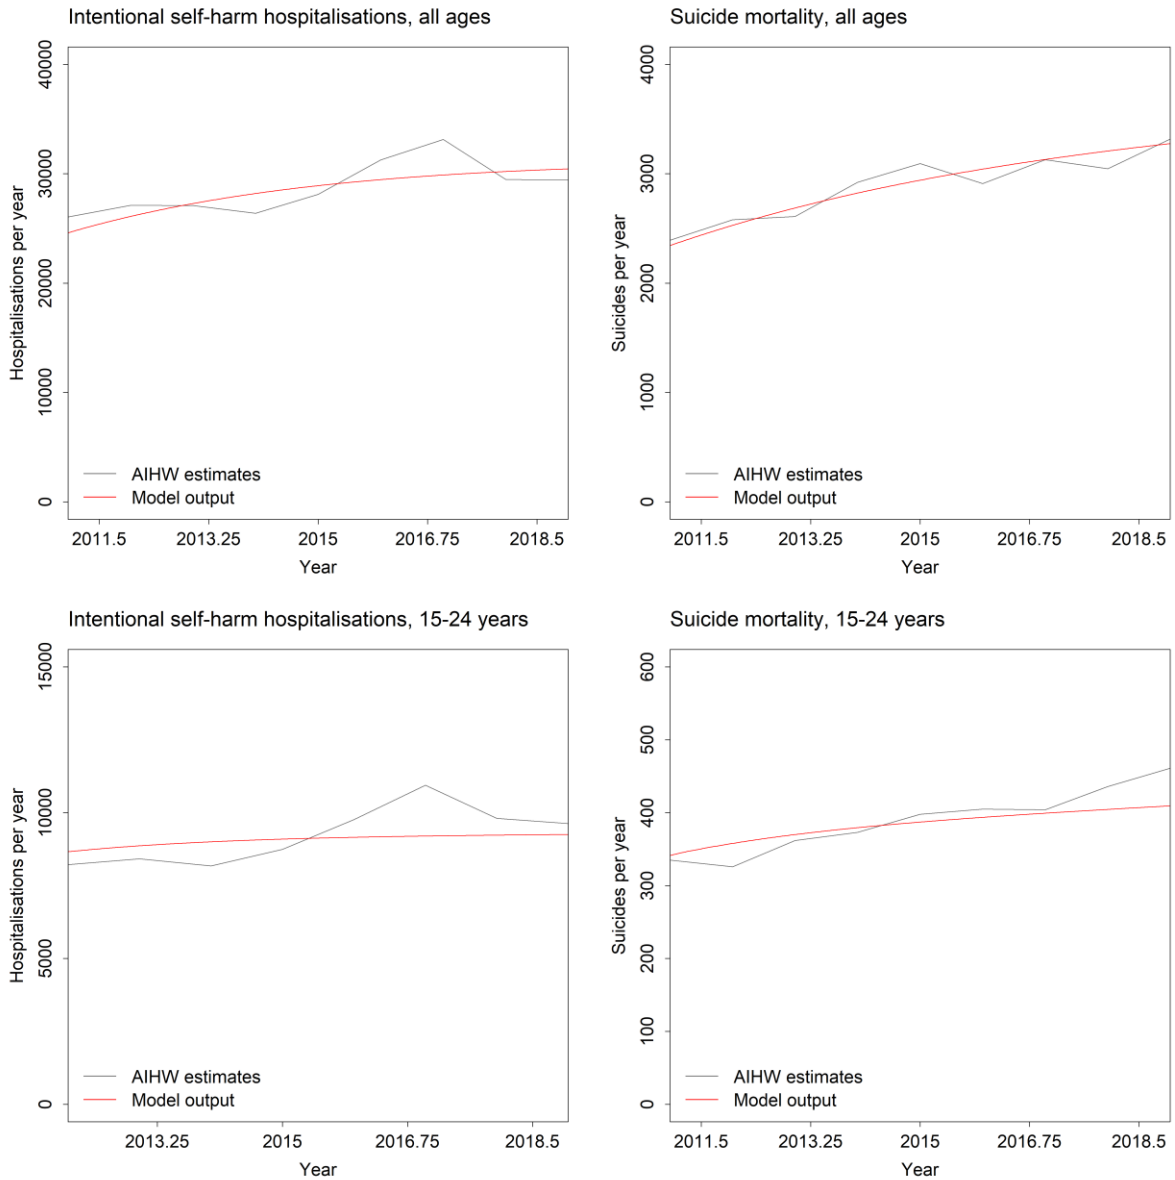 Intentional self-harm hospitalisations, all ages
Hospitalisations per year
40000
30000
20000
10000
0
AIHW estimates
Model output
2011.5 2013.25 2015 2016.75 2018.5
Year
Suicide mortality, all ages
Suicides per year
4000
3000
2000
1000
0
AIHW estimates
Model output
2011.5 2013.25 2015 2016.75 2018.5
Year
Intentional self-harm hospitalisations, 15-24 years
Hospitalisations per year
15000
10000
5000
0
AIHW estimates
Model output
2013.25 2015 2016.75 2018.5
Year
Suicide mortality, 15-24 years
Suicides per year
600
500
400
300
200
100
0
AIHW estimates
Model output
2011.5 2013.25 2015 2016.75 2018.5
Year